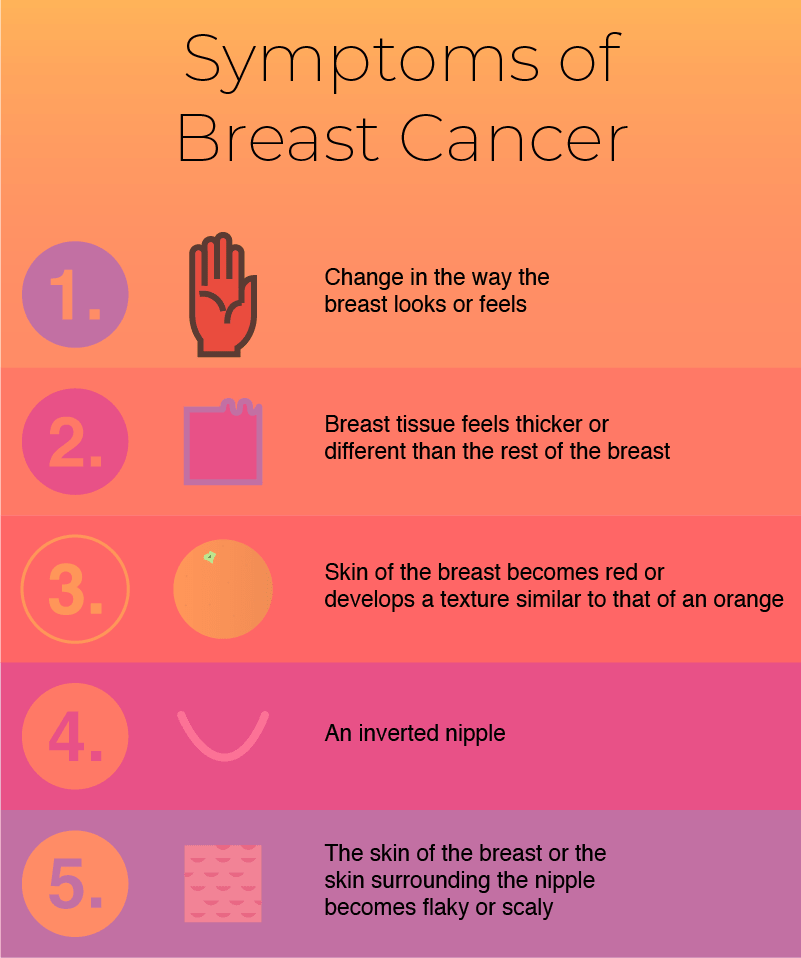 Symptoms of
Breast Cancer
1.
Change in the way the
breast looks or feels
2.
Breast tissue feels thicker or
different than the rest of the breast
3.
Skin of the breast becomes red or
develops a texture similar to that of an orange
4.
An inverted nipple
5.
The skin of the breast or the
skin surrounding the nipple
becomes flaky or scaly